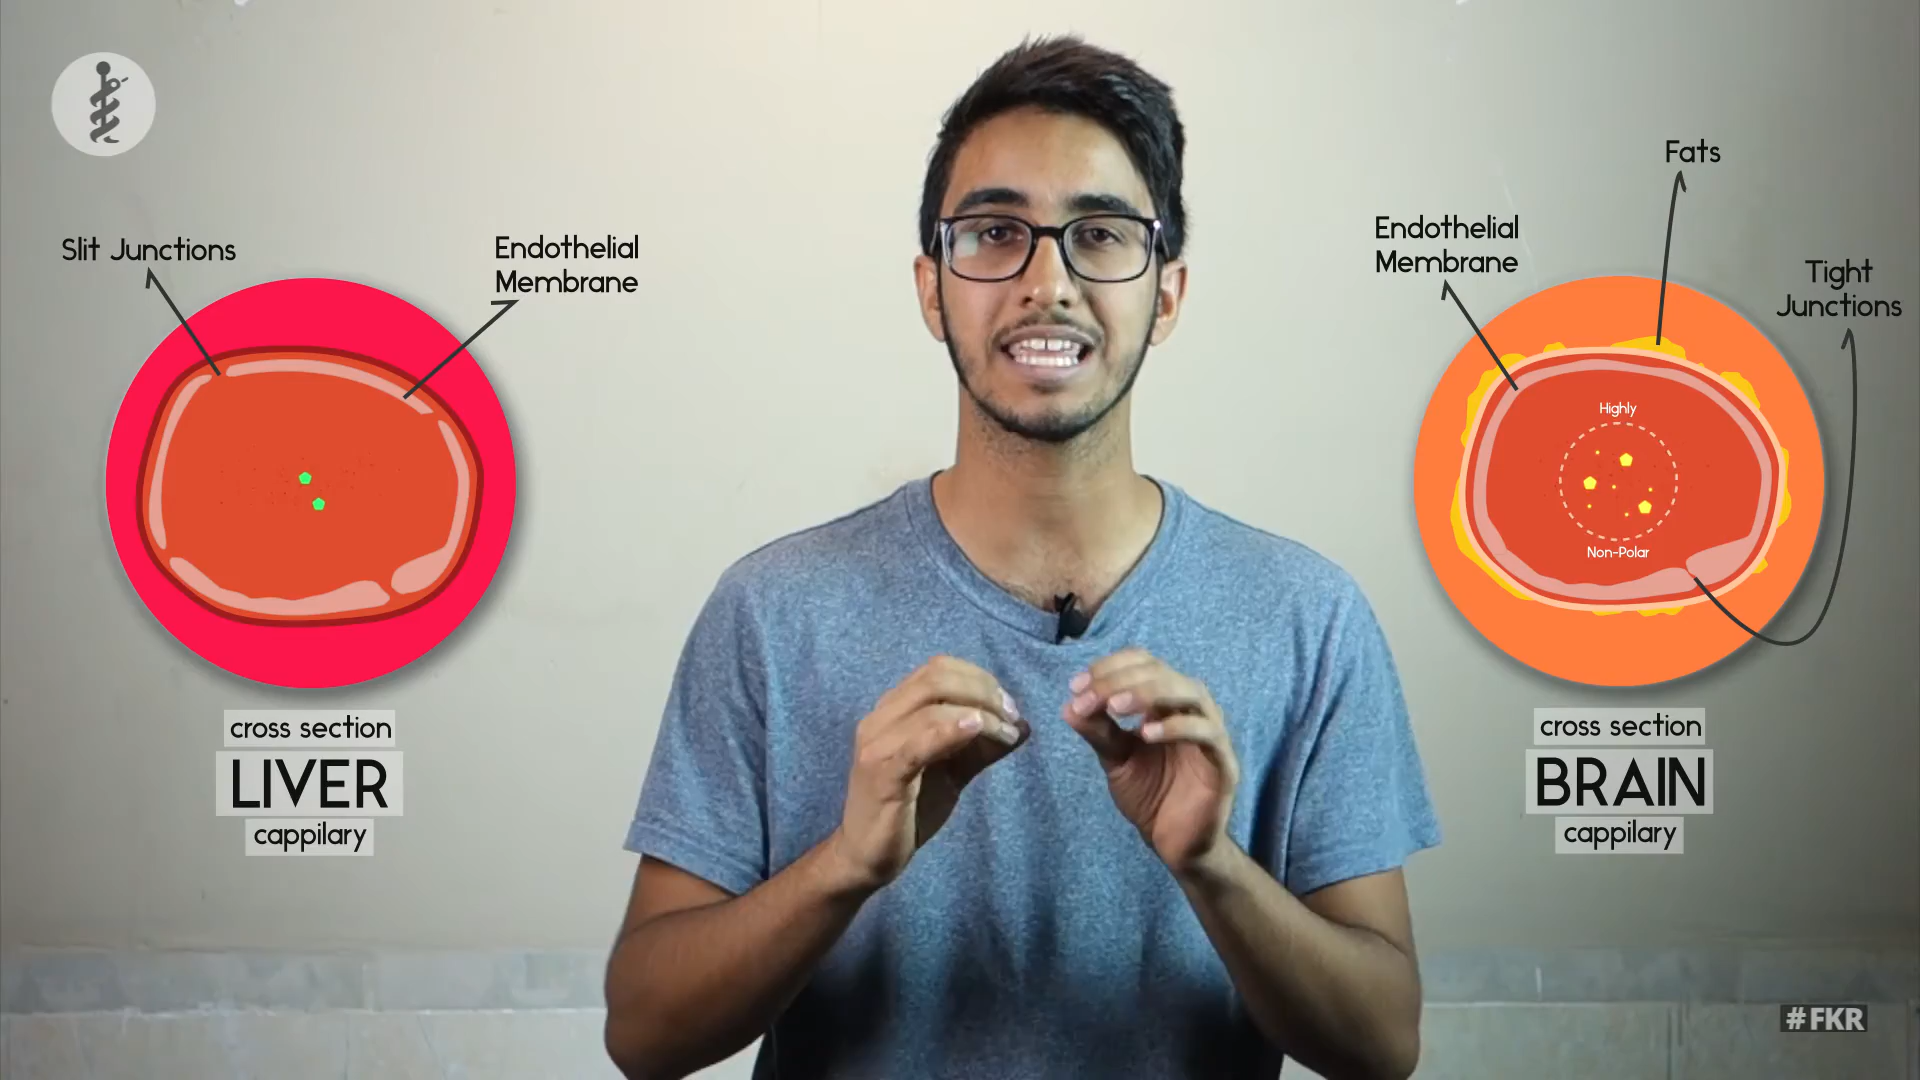 Slit Junctions
Endothelial
Membrane
cross section
LIVER
cappilary
Fats
Endothelial
Membrane
Tight
Junctions
Highly
Non-Polar
cross section
BRAIN
cappilary
#FKR